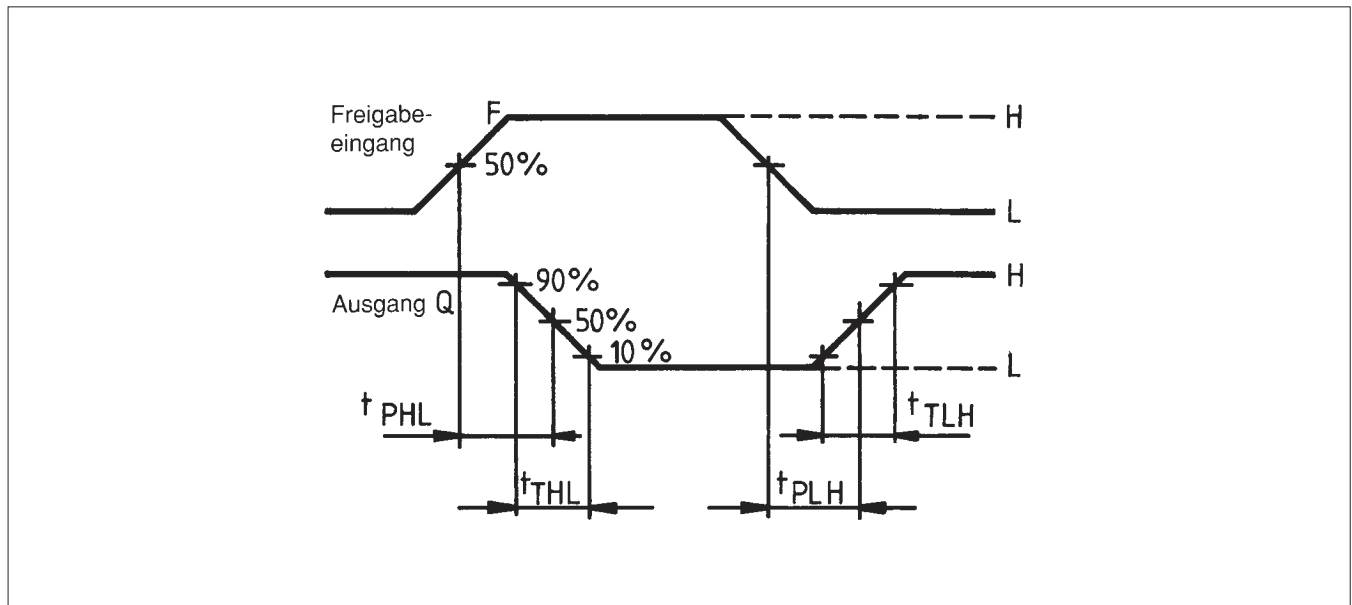 Freigabe-
eingang
F
H
50%
L
Ausgang Q
90%
H
50%
10%
L
t PHL
t TLH
t THL
t PLH